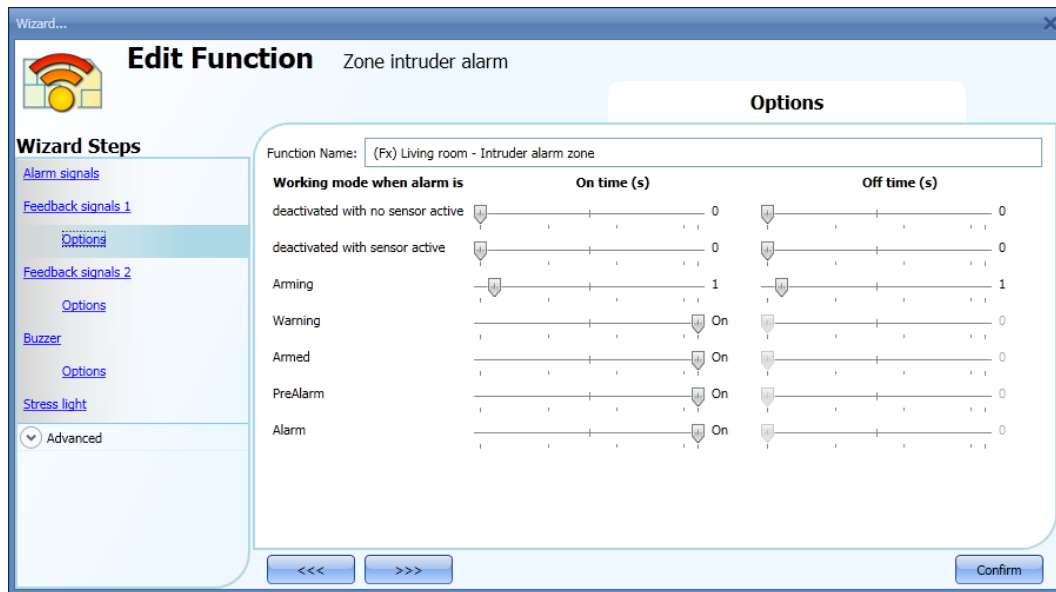 Wizard...
Edit Function Zone intruder alarm
Options
Wizard Steps
Alarm signals
Feedback signals 1
Options
Feedback signals 2
Options
Buzzer
Options
Stress light
Advanced
Function Name: (Fx) Living room - Intruder alarm zone
Working mode when alarm is On time (s) Off time (s)
deactivated with no sensor active 0 0
deactivated with sensor active 0 0
Arming 1 1
Warning On 0
Armed On 0
PreAlarm On 0
Alarm On 0
<<< >>> Confirm